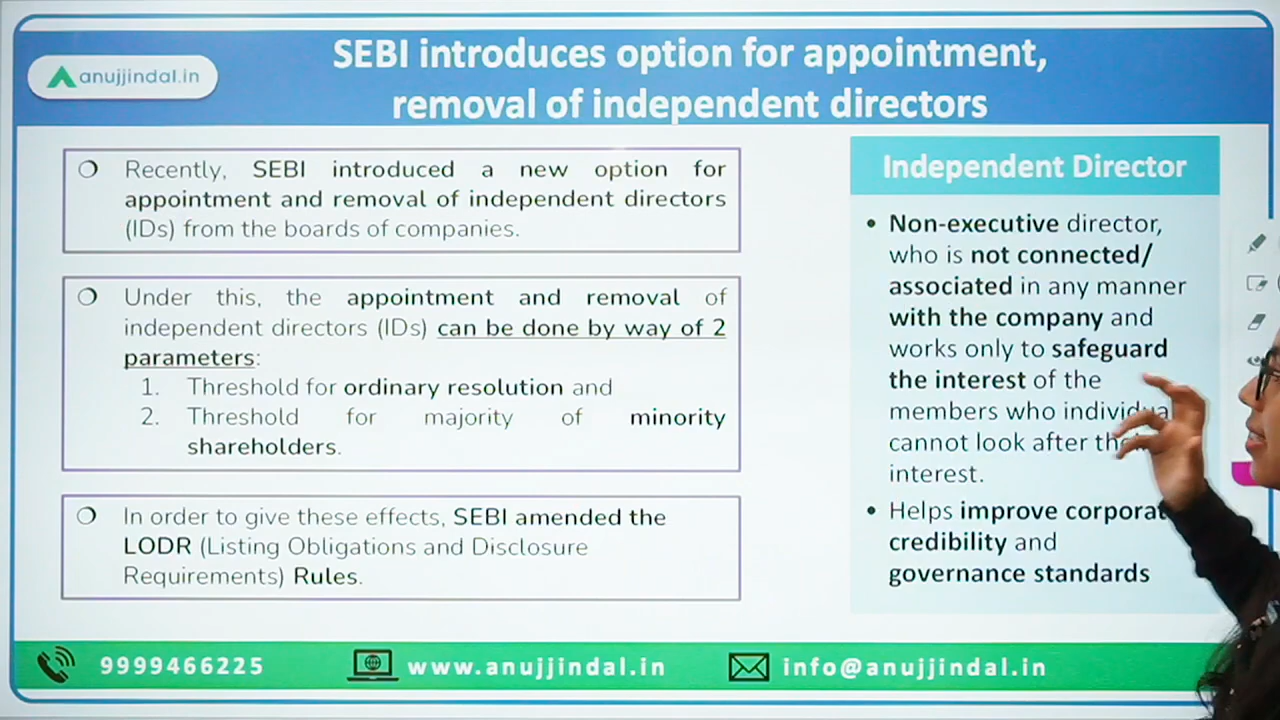 anujjindal.in
SEBI introduces option for appointment,
removal of independent directors
Recently, SEBI introduced a new option for
appointment and removal of independent directors
(IDs) from the boards of companies.
Under this, the appointment and removal of
independent directors (IDs) can be done by way of 2
parameters:
1. Threshold for ordinary resolution and
2. Threshold for majority of minority
shareholders.
In order to give these effects, SEBI amended the
LODR (Listing Obligations and Disclosure
Requirements) Rules.
Independent Director
• Non-executive director,
who is not connected/
associated in any manner
with the company and
works only to safeguard
the interest of the
members who
cannot look after
interest.
• Helps improve
credibility and
governance standards
9999466225
www.anujjindal.in
info@anujjindal.in